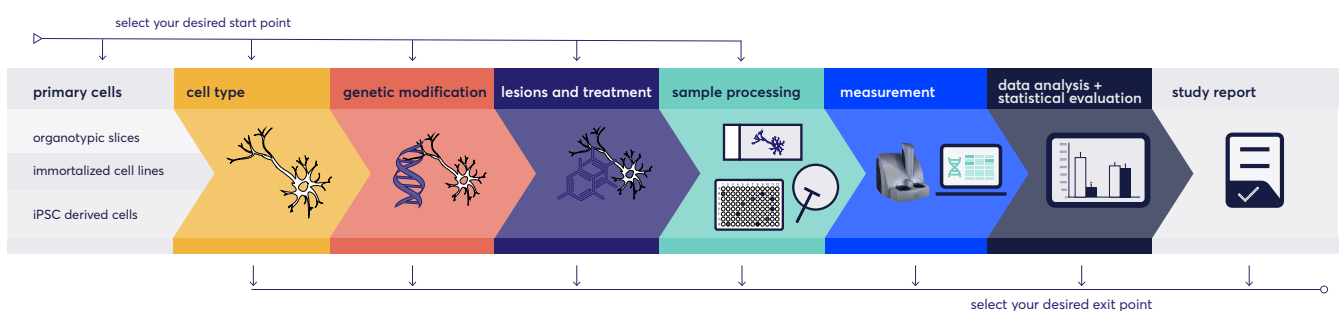 select your desired start point
primary cells
organotypic slices
immortalized cell lines
iPSC derived cells
cell type
genetic modification
lesions and treatment
sample processing
measurement
data analysis +
statistical evaluation
study report
select your desired exit point